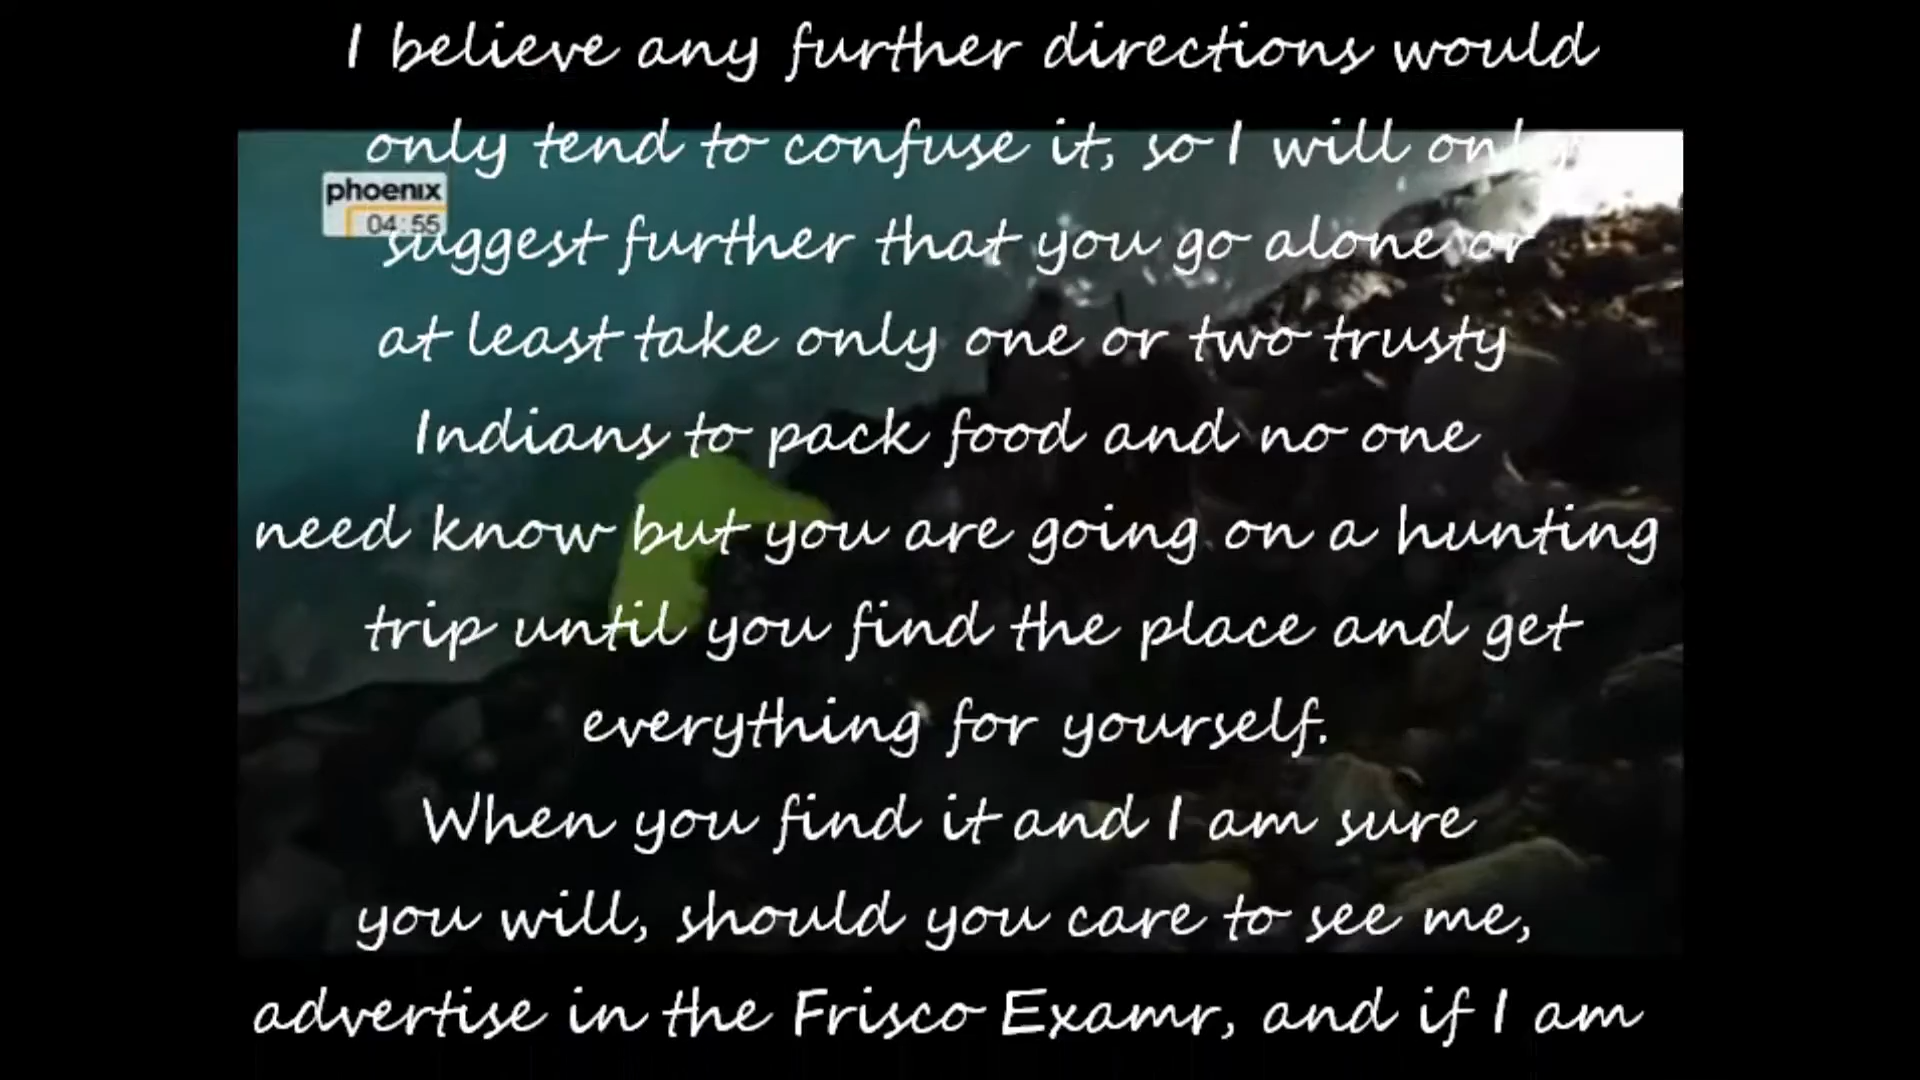 I believe any further directions would
only tend to confuse it, so I will only
phoenix
04:55
suggest further that you go alone or
at least take only one or two trusty
Indians to pack food and no one
need know but you are going on a hunting
trip until you find the place and get
everything for yourself.
When you find it and I am sure
you will, should you care to see me,
advertise in the Frisco Examr, and if I am